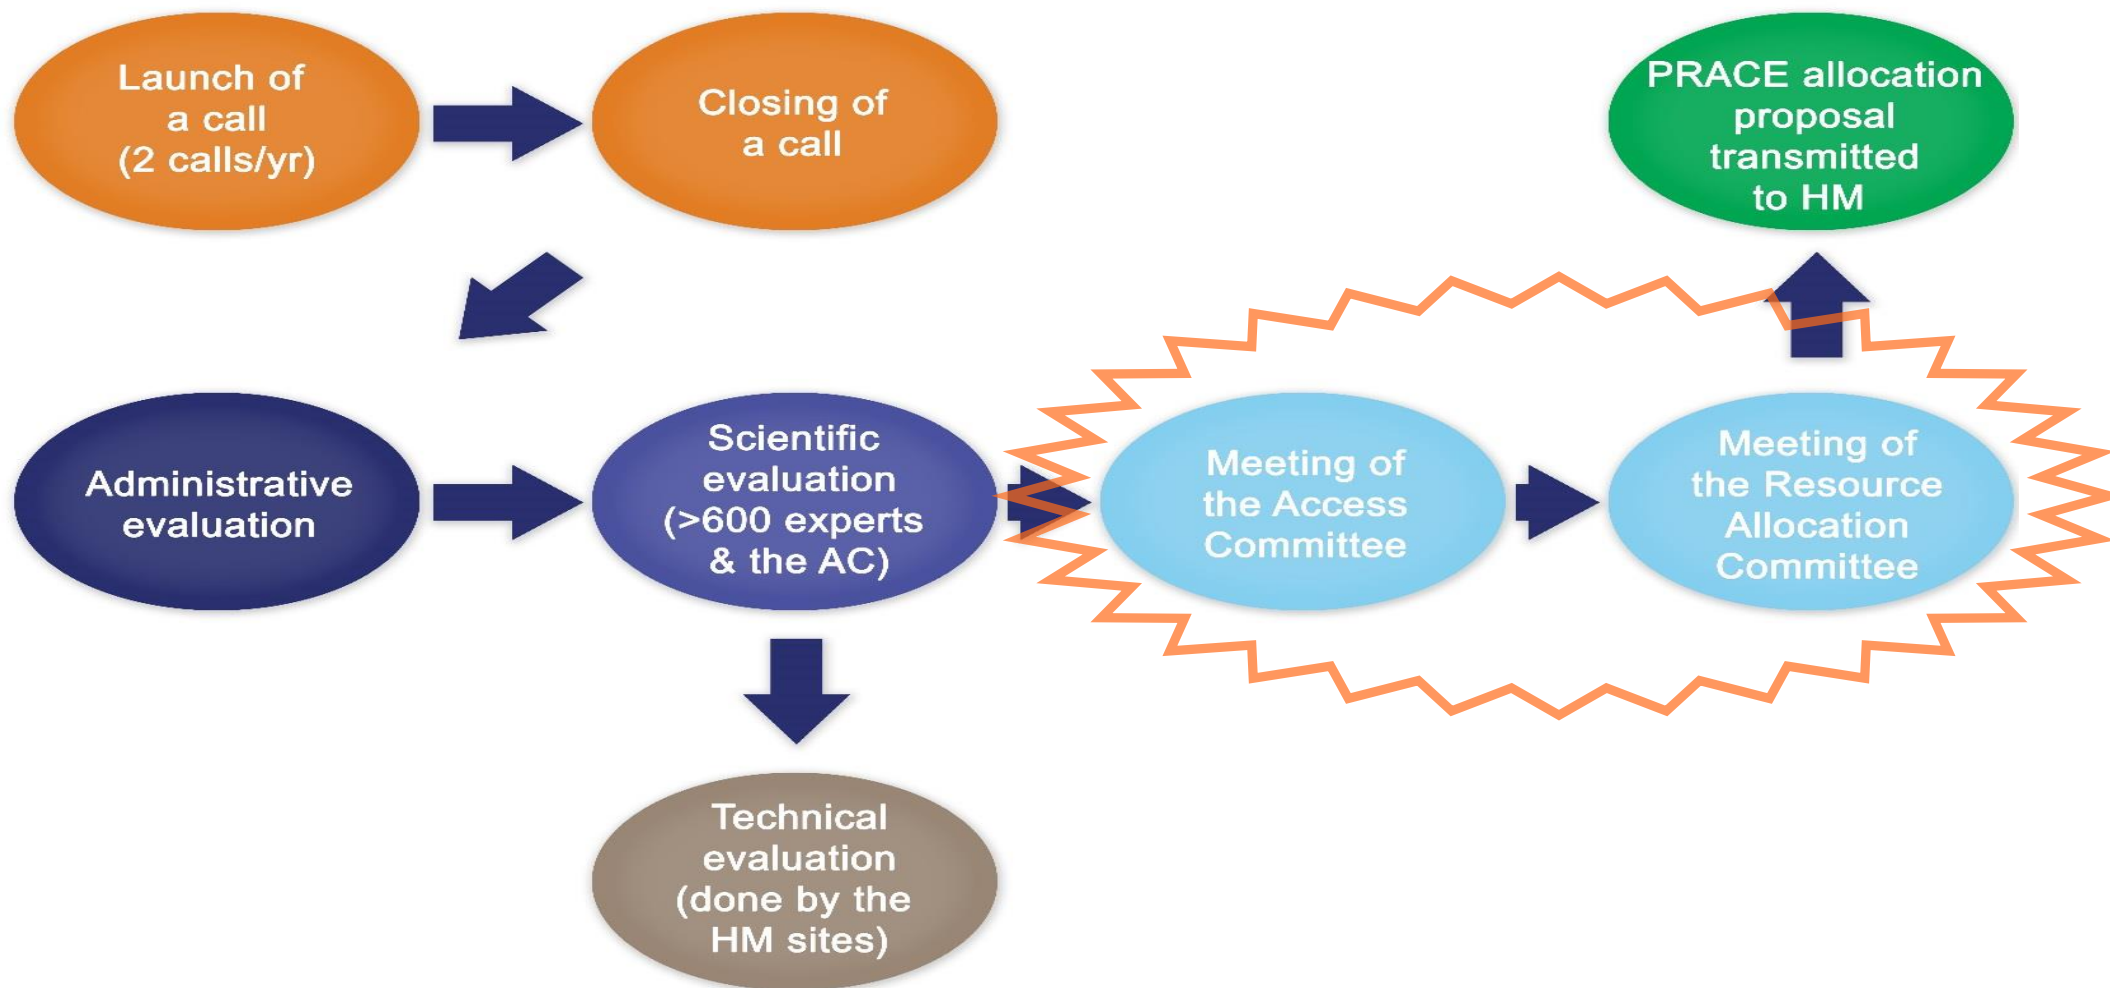 Launch of
a call
(2 calls/yr)
Closing of
a call
PRACE allocation
proposal
transmitted
to HM
Administrative
evaluation
Scientific
evaluation
(>600 experts
& the AC)
Meeting of
the Access
Committee
Meeting of
the Resource
Allocation
Committee
Technical
evaluation
(done by the
HM sites)